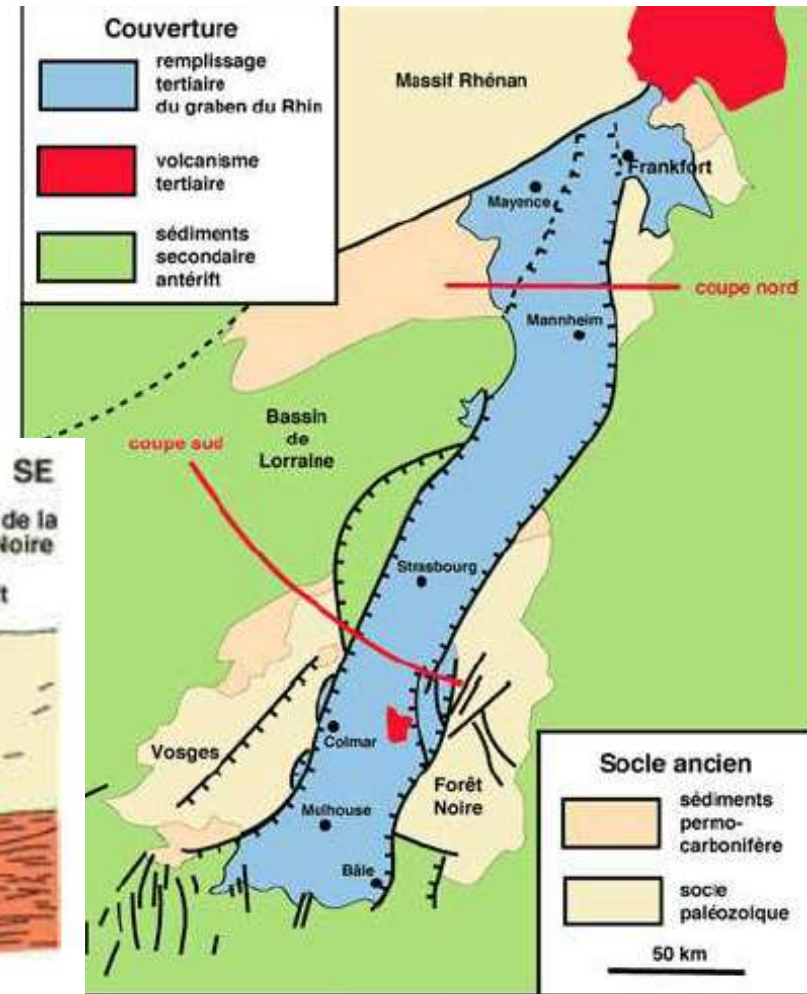 Couverture
remplissage
tertiaire
du graben du Rhin
volcanisme
tertiaire
sédiments
secondaire
antérift
Massif Rhénan
Frankfort
Mayence
coupe nord
Mannheim
Bassin
de
Lorraine
coupe sud
SE
de la
Noire
Strasbourg
Vosges
Colmar
Forêt
Noire
Mulhouse
Bâle
Socle ancien
sédiments
permo-
carbonifère
socle
paléozoïque
50 km